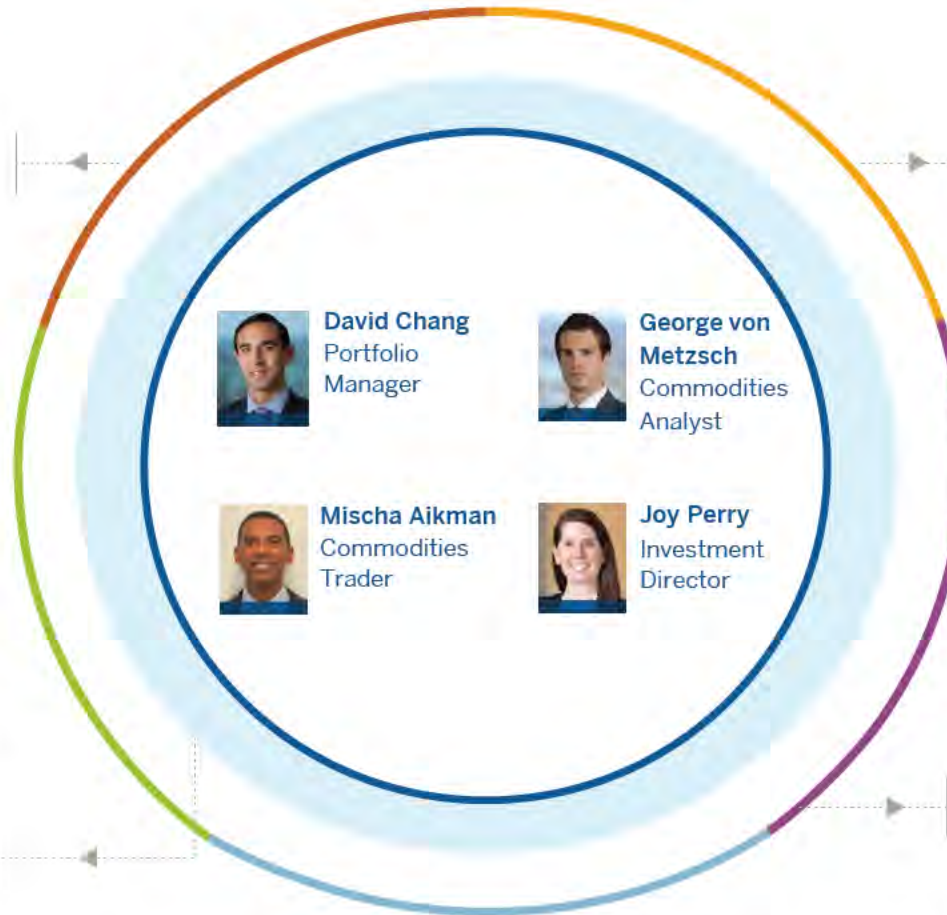 David Chang
Portfolio
Manager
George von
Metzsch
Commodities
Analyst
Mischa Aikman
Commodities
Trader
Joy Perry
Investment
Director